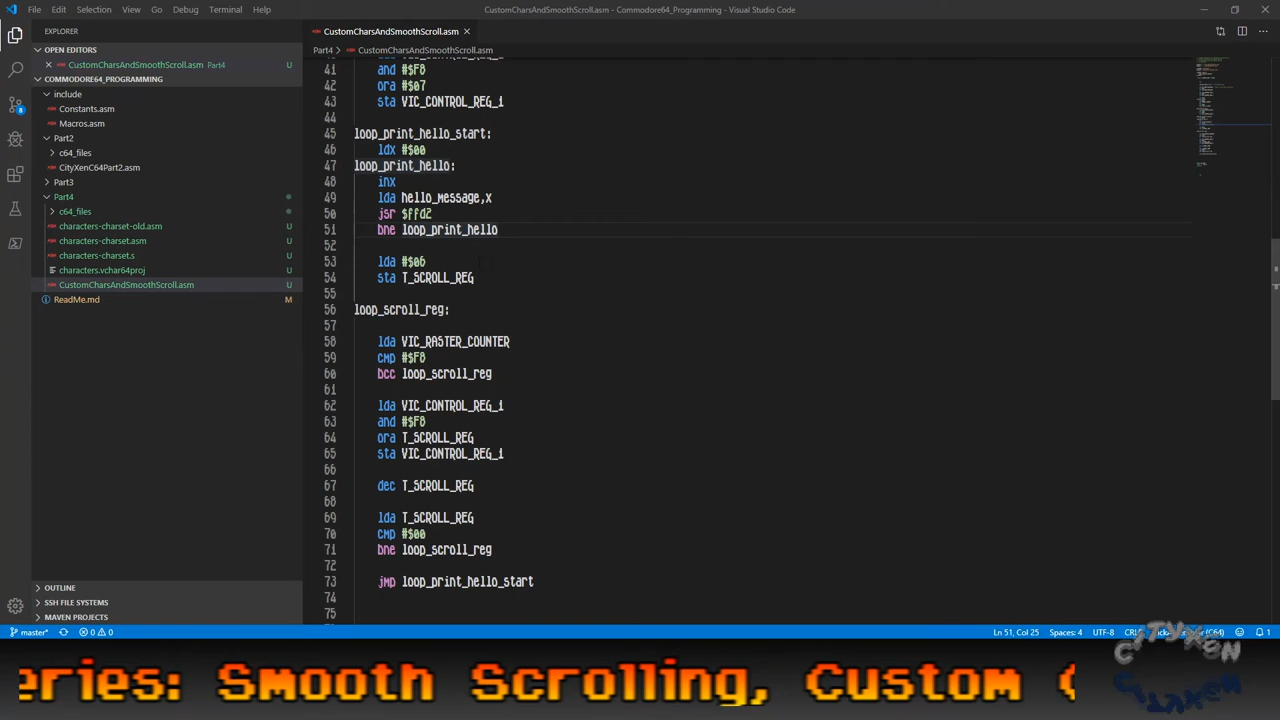 File Edit Selection View Go Debug Terminal Help
CustomCharsAndSmoothScroll.asm - Commodore64_Programming - Visual Studio Code
EXPLORER
OPEN EDITORS
CustomCharsAndSmoothScroll.asm Part4 U
COMMODORE64_PROGRAMMING
include
Constants.asm
Macros.asm
Part2
c64_files
CityXenC64Part2.asm
Part3
Part4
c64_files
characters-charset-old.asm U
characters-charset.asm U
characters-charset.s U
characters.vchar64proj U
CustomCharsAndSmoothScroll.asm U
ReadMe.md M
OUTLINE
SSH FILE SYSTEMS
MAVEN PROJECTS
CustomCharsAndSmoothScroll.asm
Part4 > CustomCharsAndSmoothScroll.asm
41 and #$F8
42 ora #$07
43 sta VIC_CONTROL_REG_1
44
45 loop_print_hello_start:
46 ldx #$00
47 loop_print_hello:
48 inx
49 lda hello_message,x
50 jsr $ffd2
51 bne loop_print_hello
52
53 lda #$06
54 sta T_SCROLL_REG
55
56 loop_scroll_reg:
57
58 lda VIC_RASTER_COUNTER
59 cmp #$F8
60 bcc loop_scroll_reg
61
62 lda VIC_CONTROL_REG_1
63 and #$F8
64 ora T_SCROLL_REG
65 sta VIC_CONTROL_REG_1
66
67 dec T_SCROLL_REG
68
69 lda T_SCROLL_REG
70 cmp #$00
71 bne loop_scroll_reg
72
73 jmp loop_print_hello_start
74
75
master* 0 0
Ln 51, Col 25 Spaces: 4 UTF-8 (C64) 1
eries: Smooth Scrolling, Custom
CITYXEN